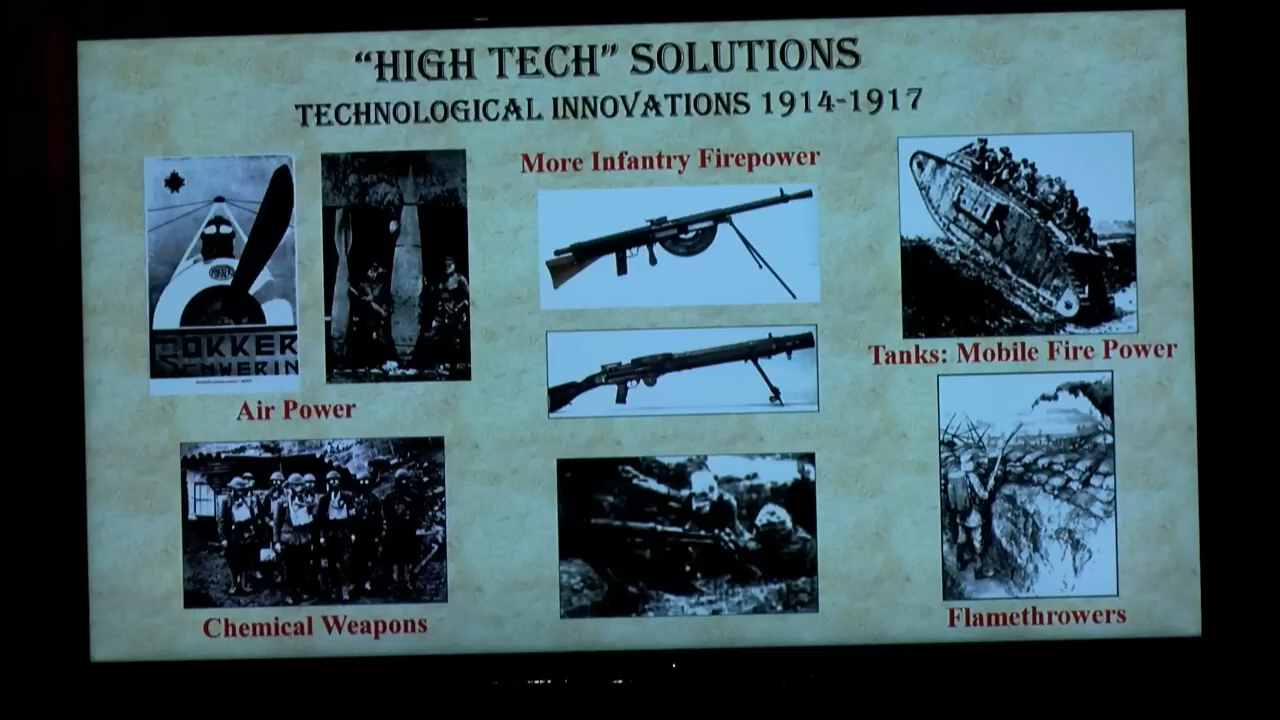 “HIGH TECH” SOLUTIONS
TECHNOLOGICAL INNOVATIONS 1914-1917
More Infantry Firepower
FOKKER
SCHWERIN
Air Power
Tanks: Mobile Fire Power
Chemical Weapons
Flamethrowers